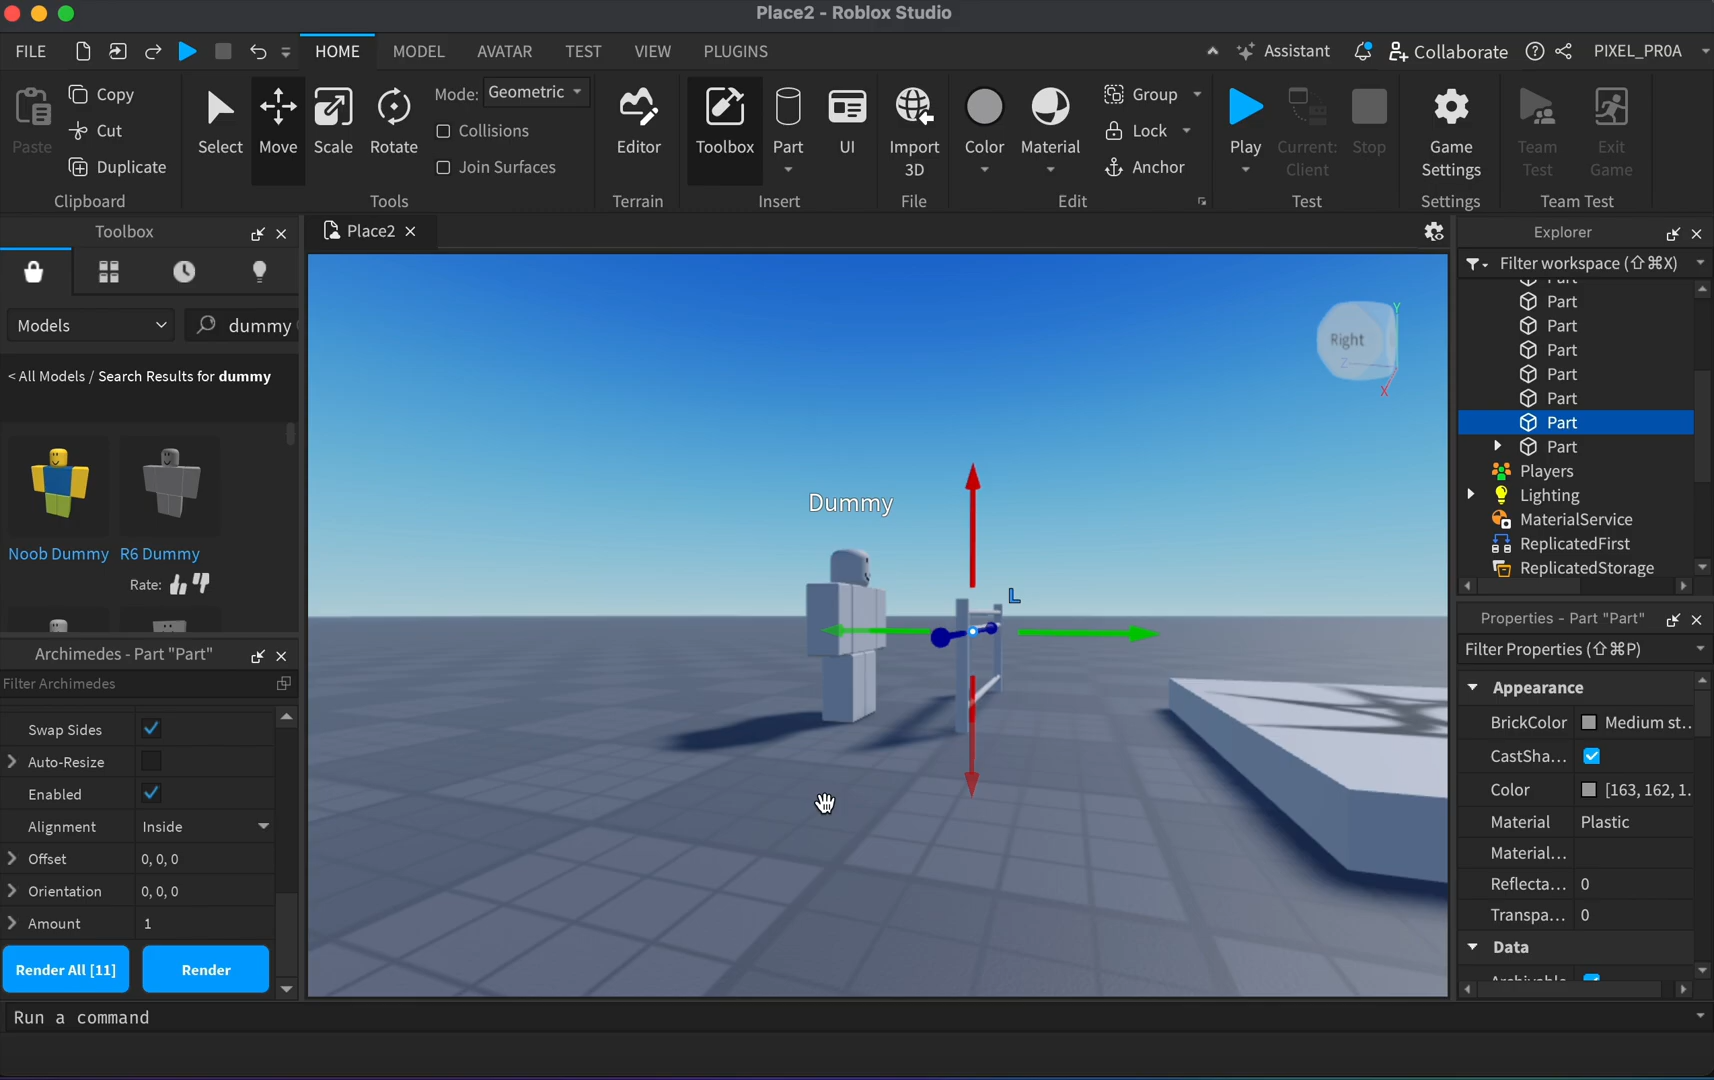 Place2 - Roblox Studio
FILE HOME MODEL AVATAR TEST VIEW PLUGINS Assistant Collaborate PIXEL_PR0A
Paste Copy Cut Duplicate
Clipboard
Select Move Scale Rotate
Mode: Geometric
Collisions
Join Surfaces
Tools
Editor
Terrain
Toolbox Part UI
Insert
Import
3D
File
Color Material
Group
Lock
Anchor
Edit
Play Current:
Client Stop
Test
Game
Settings
Settings
Team
Test
Exit
Game
Team Test
Toolbox
Models dummy
< All Models / Search Results for dummy
Noob Dummy R6 Dummy
Rate:
Archimedes - Part "Part"
Filter Archimedes
Swap Sides
Auto-Resize
Enabled
Alignment Inside
Offset 0, 0, 0
Orientation 0, 0, 0
Amount 1
Render All [11] Render
Run a command
Place2
Right
Y
Z
X
Dummy
L
Explorer
Filter workspace (⇧⌘X)
Part
Part
Part
Part
Part
Part
Part
Part
Players
Lighting
MaterialService
ReplicatedFirst
ReplicatedStorage
Properties - Part "Part"
Filter Properties (⇧⌘P)
Appearance
BrickColor Medium st...
CastSha...
Color [163, 162, 1...
Material Plastic
Material...
Reflecta... 0
Transpa... 0
Data
Archivable